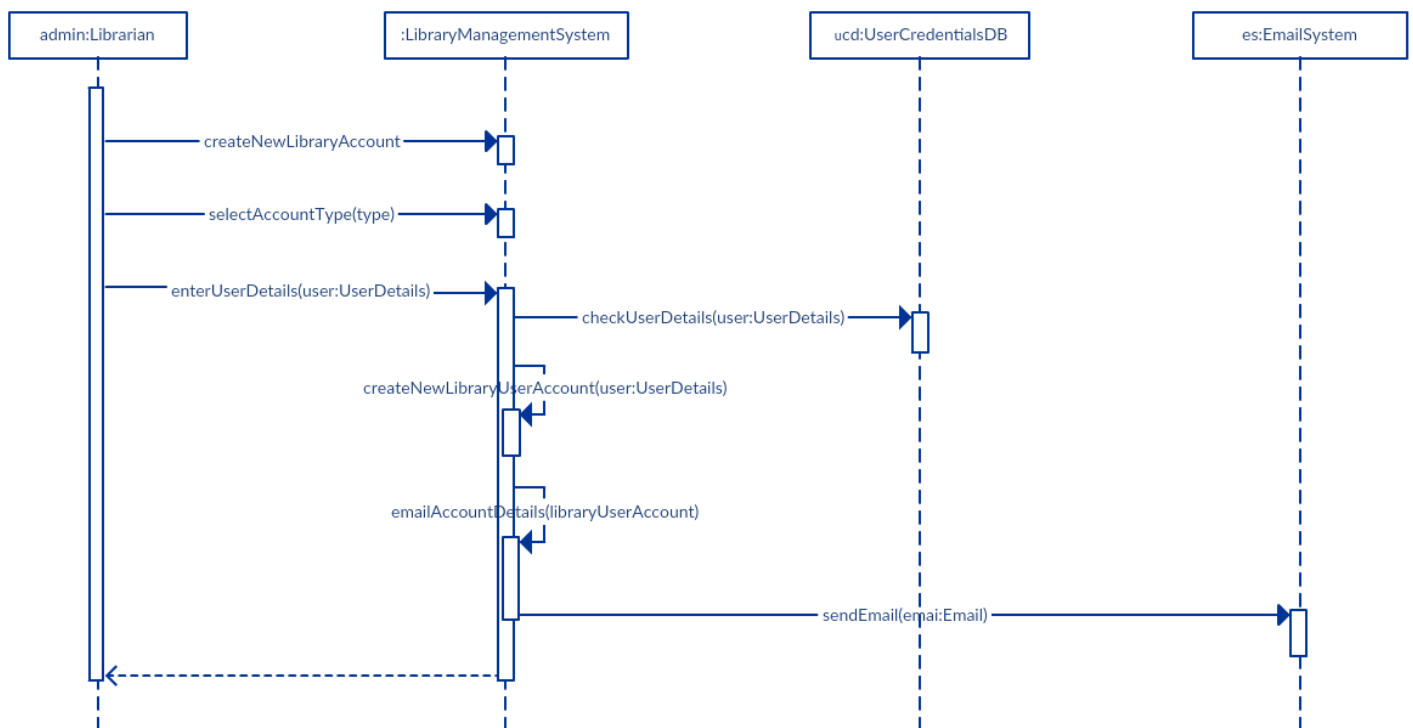 admin:Librarian
:LibraryManagementSystem
ucd:UserCredentialsDB
es:EmailSystem
createNewLibraryAccount
selectAccountType(type)
enterUserDetails(user:UserDetails)
checkUserDetails(user:UserDetails)
createNewLibraryUserAccount(user:UserDetails)
emailAccountDetails(libraryUserAccount)
sendEmail(emai:Email)